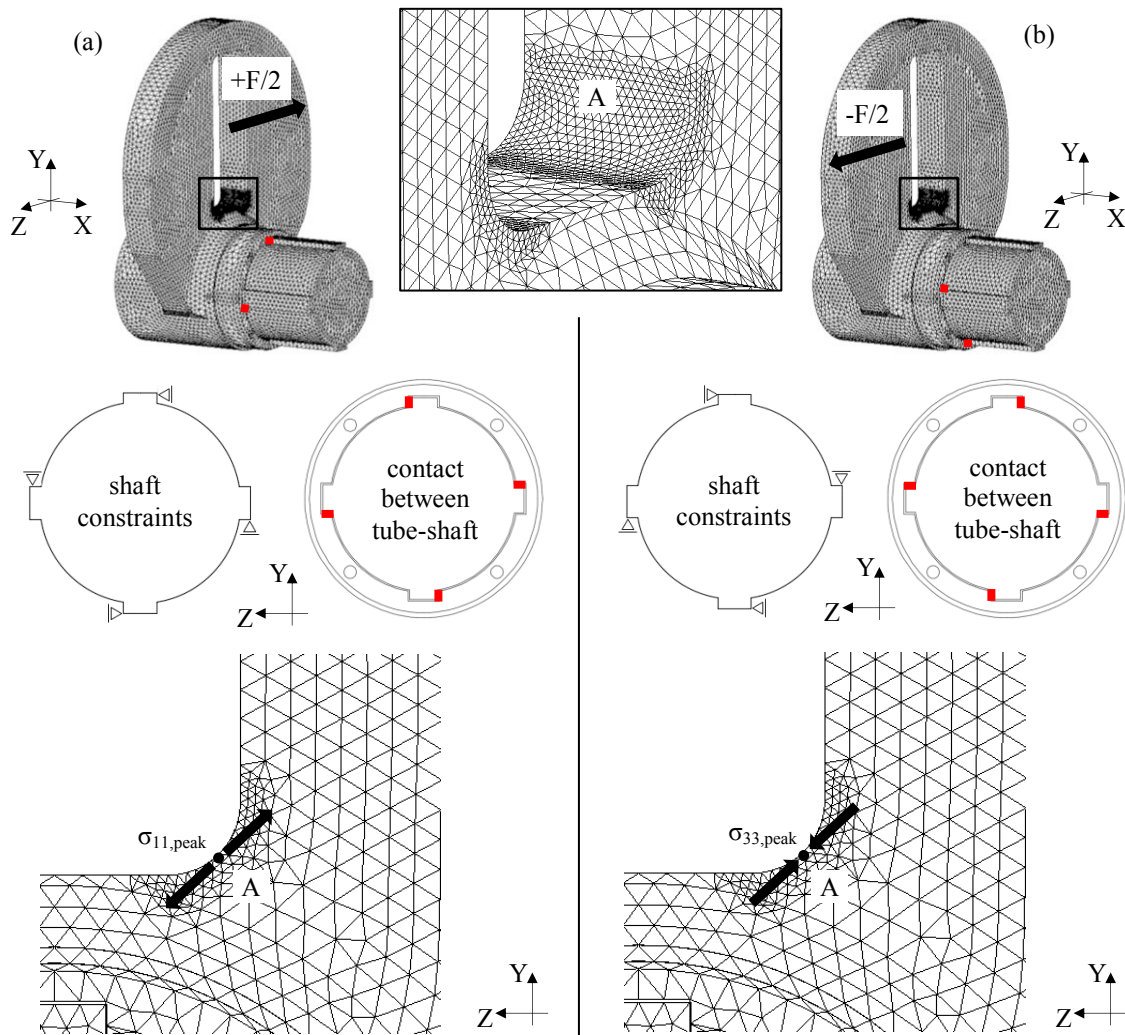 (a)
+F/2
Y
Z
X
A
(b)
-F/2
Y
Z
X
shaft
constraints
contact
between
tube-shaft
Y
Z
shaft
constraints
contact
between
tube-shaft
Y
Z
σ11,peak
A
Y
Z
σ33,peak
A
Y
Z